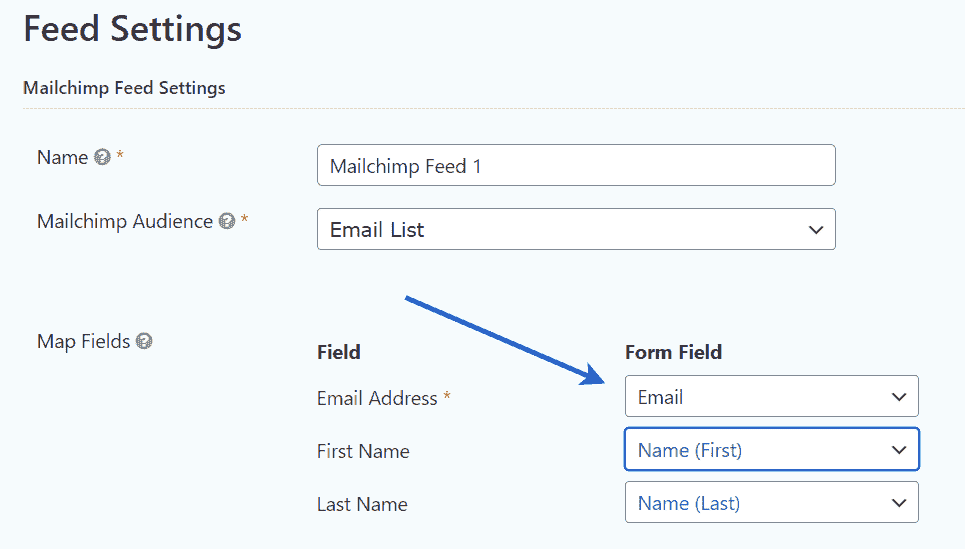 Feed Settings
Mailchimp Feed Settings
Name *
Mailchimp Feed 1
Mailchimp Audience *
Email List
Map Fields
Field Form Field
Email Address * Email
First Name Name (First)
Last Name Name (Last)